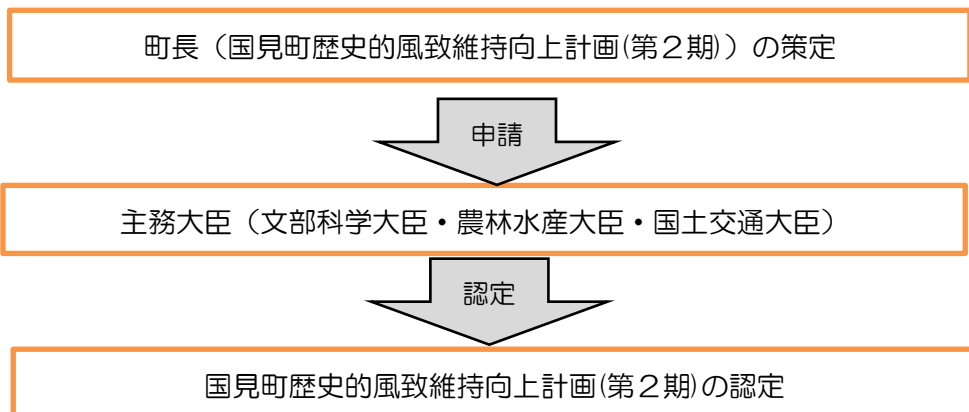 町長（国見町歴史的風致維持向上計画(第２期)）の策定
申請
主務大臣（文部科学大臣・農林水産大臣・国土交通大臣）
認定
国見町歴史的風致維持向上計画(第２期)の認定